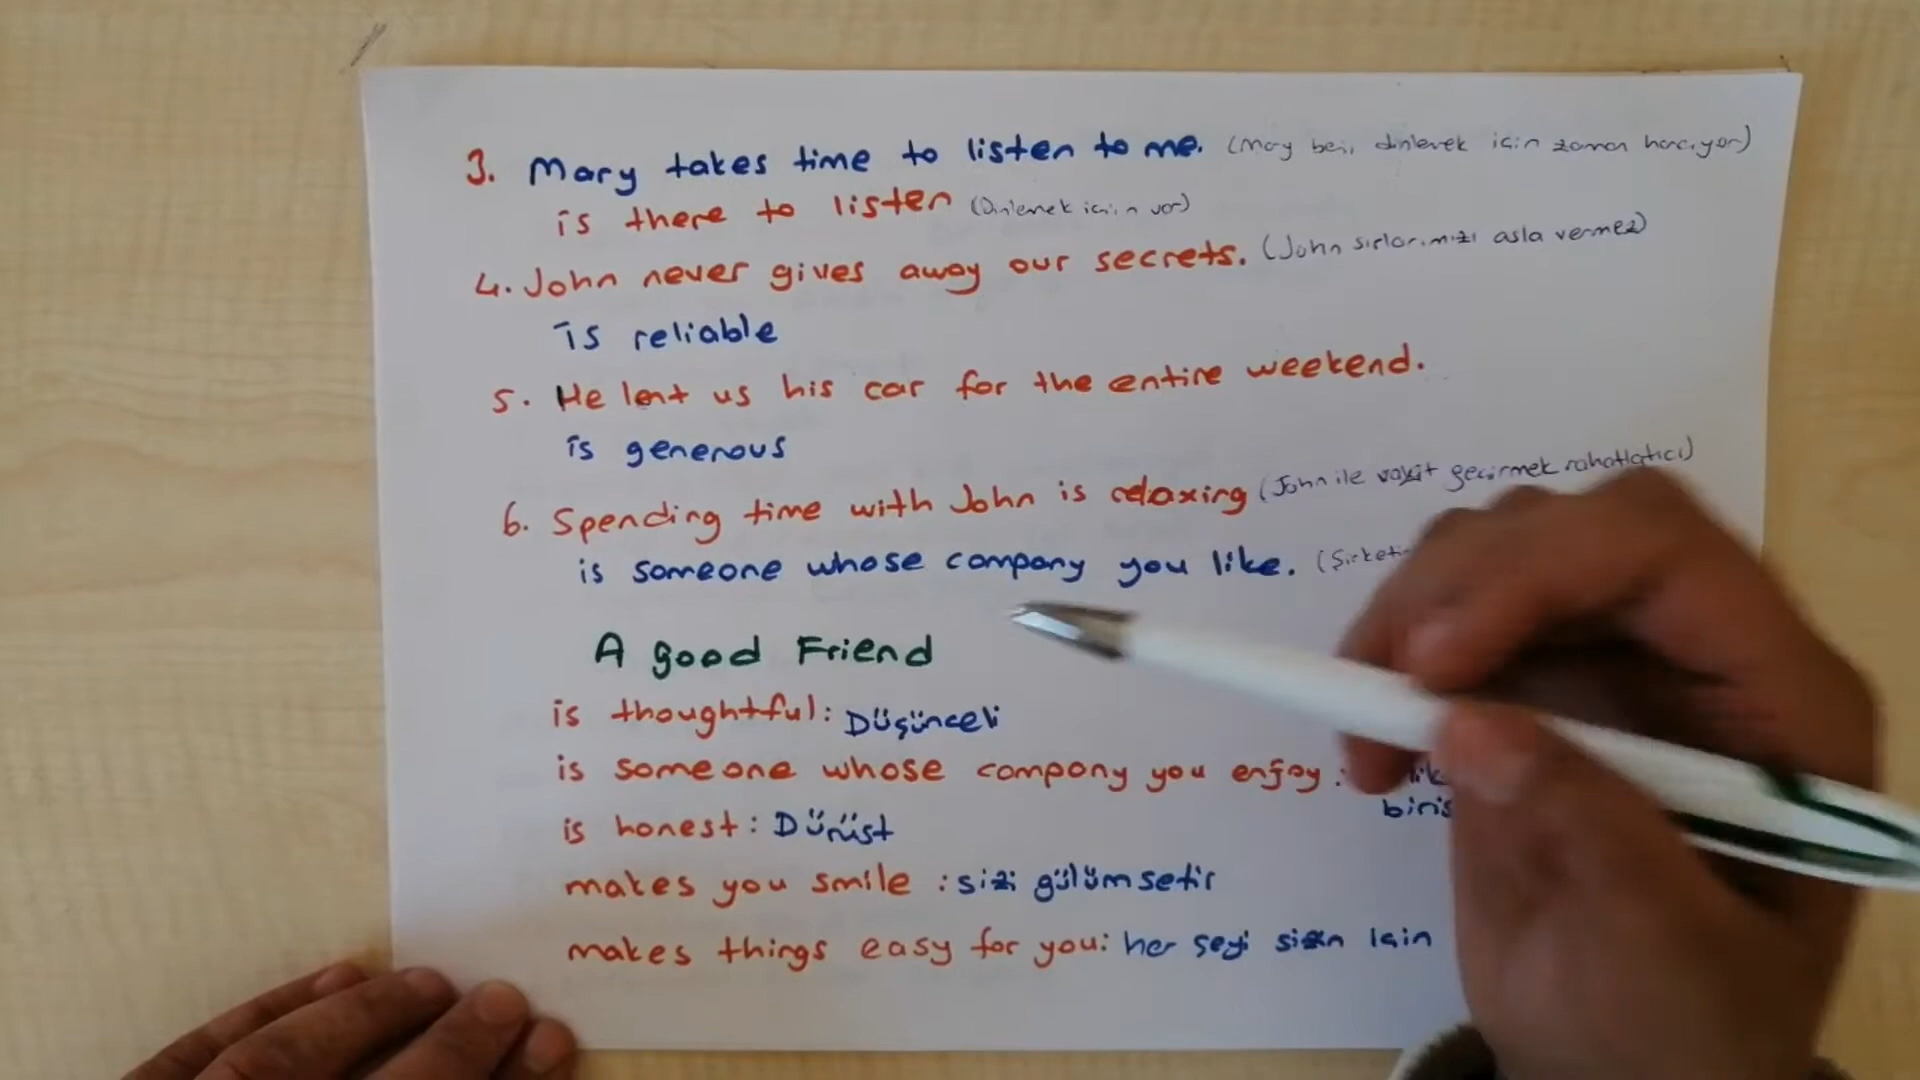 3. Mary takes time to listen to me. (Mary beni dinlemek için zaman harcıyor)
is there to listen (Dinlemek için var)
4. John never gives away our secrets. (John sırlarımızı asla vermez)
is reliable
5. He lent us his car for the entire weekend.
is generous
6. Spending time with John is relaxing (John ile vakit geçirmek rahatlatıcı)
is someone whose company you like. (Şirketi
A good Friend
is thoughtful: Düşünceli
is someone whose company you enjoy :
biris
is honest: Dürüst
makes you smile : sizi gülümsetir
makes things easy for you: her şeyi sizin için